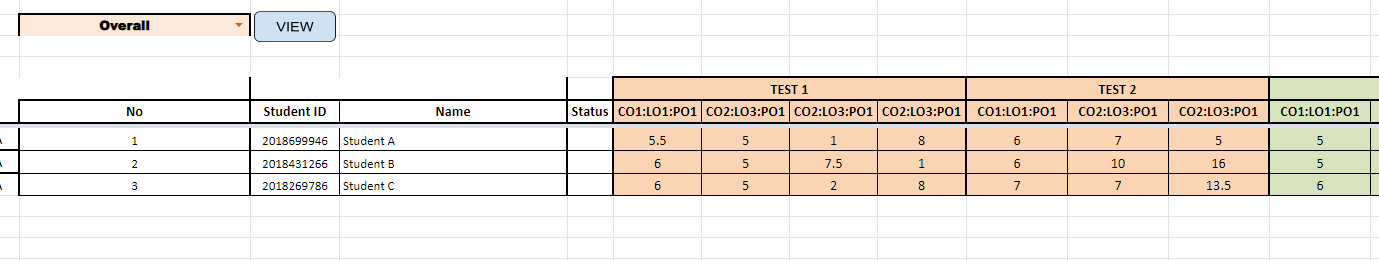 Overall VIEW
TEST 1 TEST 2
No Student ID Name Status CO1:LO1:PO1 CO2:LO3:PO1 CO2:LO3:PO1 CO2:LO3:PO1 CO1:LO1:PO1 CO2:LO3:PO1 CO2:LO3:PO1 CO1:LO1:PO1
1 2018699946 Student A 5.5 5 1 8 6 7 5 5
2 2018431266 Student B 6 5 7.5 1 6 10 16 5
3 2018269786 Student C 6 5 2 8 7 7 13.5 6